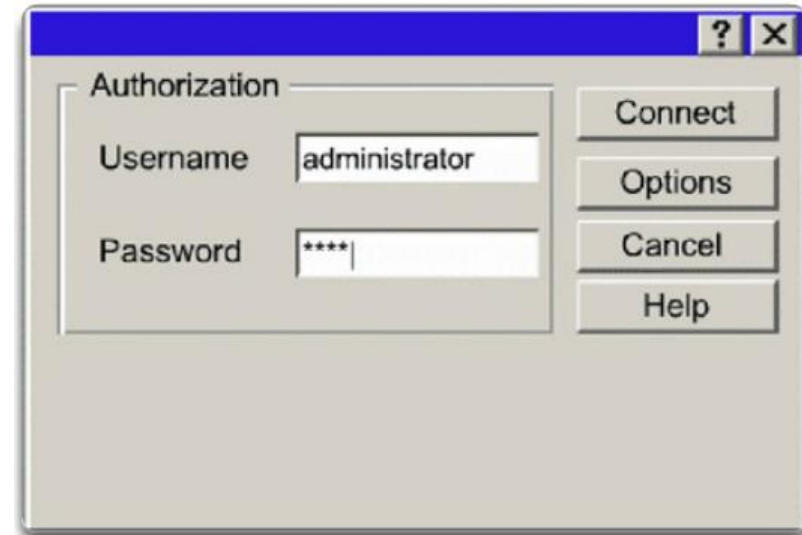 ? X
Authorization
Username administrator
Password ****
Connect
Options
Cancel
Help